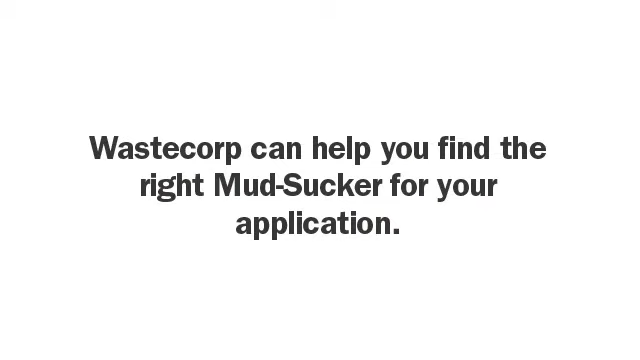 Wastecorp can help you find the
right Mud-Sucker for your
application.